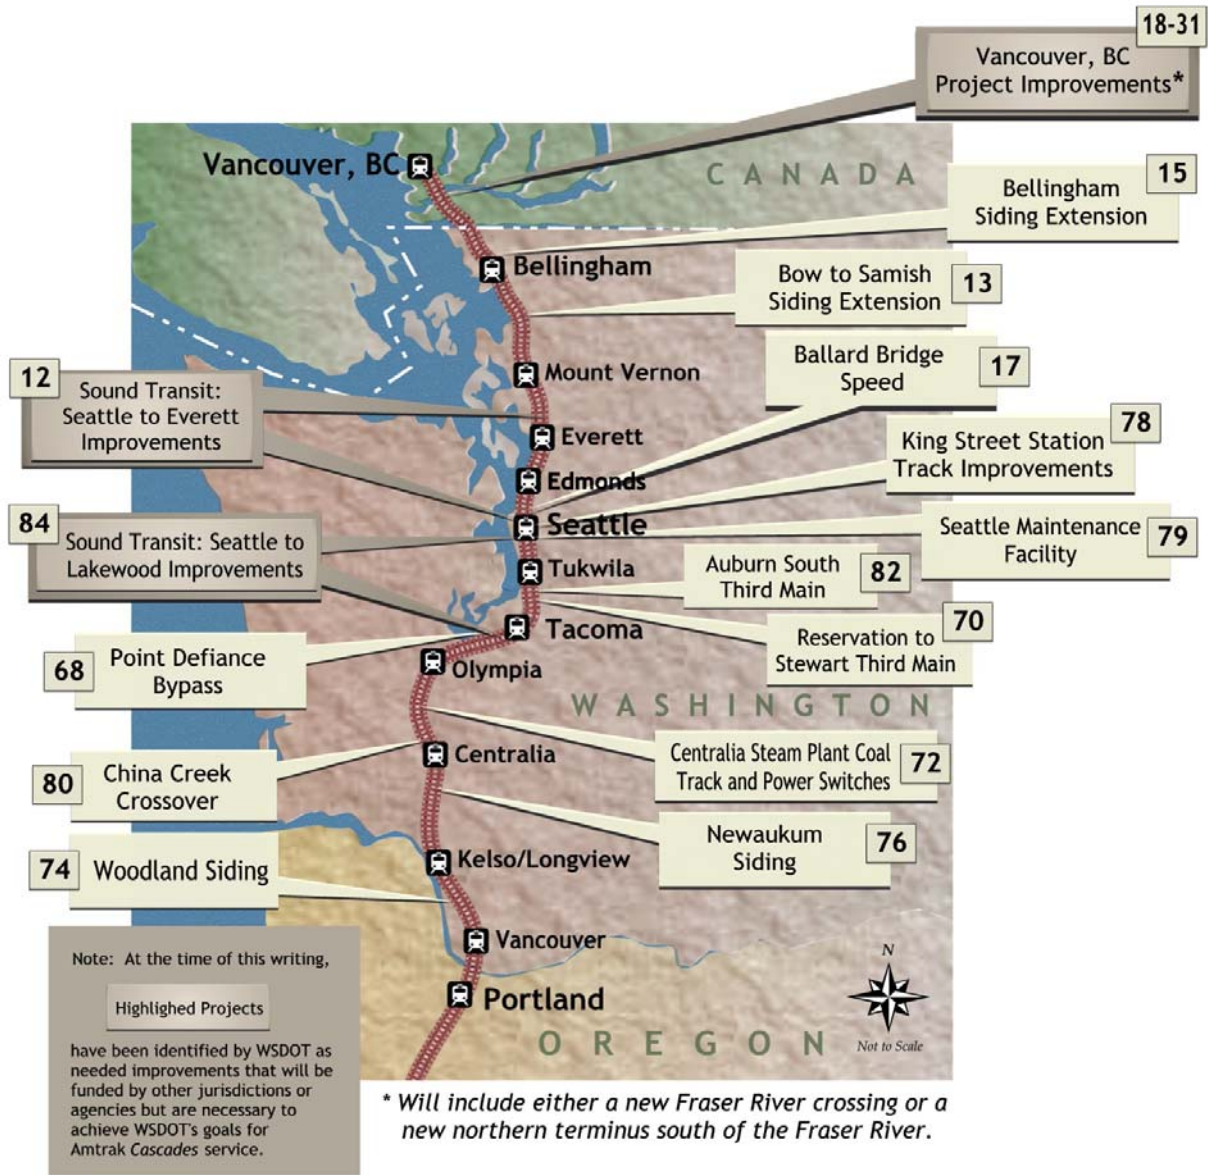 18-31
Vancouver, BC
Project Improvements*
Vancouver, BC
CANADA
15
Bellingham
Siding Extension
Bellingham
Bow to Samish
Siding Extension
13
Mount Vernon
Ballard Bridge
Speed
17
12
Sound Transit:
Seattle to Everett
Improvements
Everett
78
King Street Station
Track Improvements
Edmonds
84
Sound Transit: Seattle to
Lakewood Improvements
Seattle
Seattle Maintenance
Facility
79
Tukwila
Auburn South
Third Main
82
Tacoma
70
Reservation to
Stewart Third Main
68
Point Defiance
Bypass
Olympia
WASHINGTON
80
China Creek
Crossover
Centralia
Centralia Steam Plant Coal
Track and Power Switches
72
Newaukum
Siding
76
74
Woodland Siding
Kelso/Longview
Vancouver
Portland
OREGON
N
Not to Scale
Note: At the time of this writing,
Highlighed Projects
have been identified by WSDOT as
needed improvements that will be
funded by other jurisdictions or
agencies but are necessary to
achieve WSDOT's goals for
Amtrak Cascades service.
* Will include either a new Fraser River crossing or a
new northern terminus south of the Fraser River.